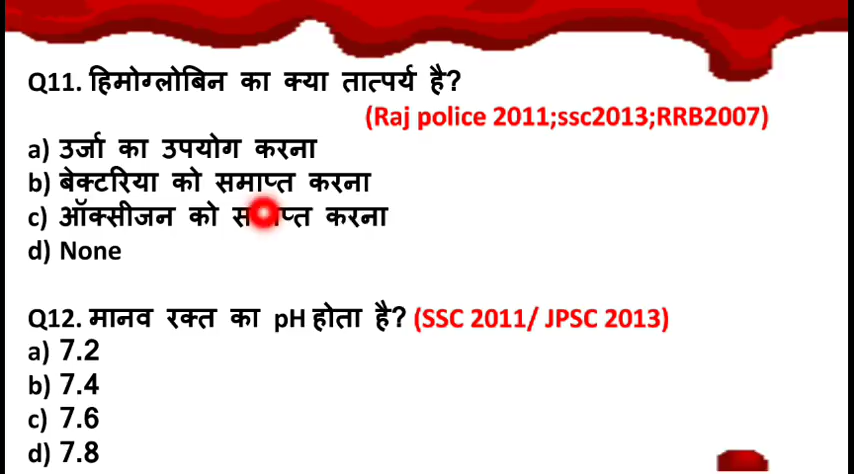 Q11. हिमोग्लोबिन का क्या तात्पर्य है?
(Raj police 2011;ssc2013;RRB2007)
a) उर्जा का उपयोग करना
b) बेक्टरिया को समाप्त करना
c) ऑक्सीजन को करना
d) None
Q12. मानव रक्त का pH होता है? (SSC 2011/ JPSC 2013)
a) 7.2
b) 7.4
c) 7.6
d) 7.8